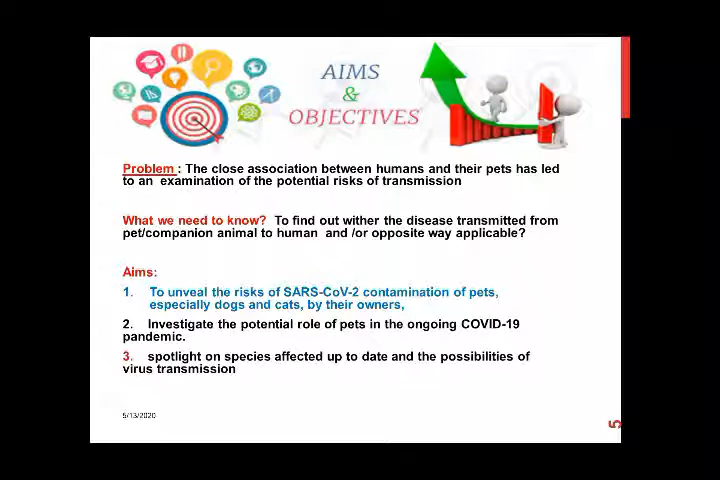 AIMS
&
OBJECTIVES
Problem : The close association between humans and their pets has led
to an examination of the potential risks of transmission
What we need to know? To find out wither the disease transmitted from
pet/companion animal to human and /or opposite way applicable?
Aims:
1. To unveal the risks of SARS-CoV-2 contamination of pets,
especially dogs and cats, by their owners,
2. Investigate the potential role of pets in the ongoing COVID-19
pandemic.
3. spotlight on species affected up to date and the possibilities of
virus transmission
5/13/2020
5